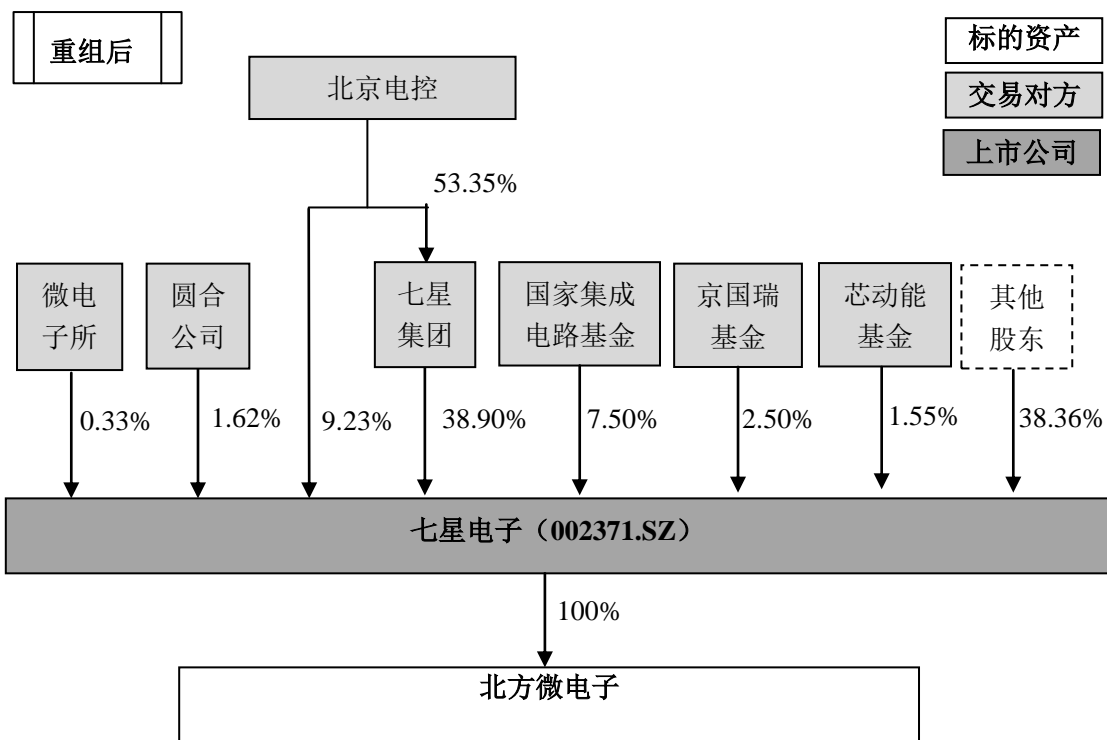 重组后
标的资产
交易对方
上市公司
北京电控
53.35%
微电
子所
圆合
公司
七星
集团
国家集成
电路基金
京国瑞
基金
芯动能
基金
其他
股东
0.33%
1.62%
9.23%
38.90%
7.50%
2.50%
1.55%
38.36%
七星电子（002371.SZ）
100%
北方微电子